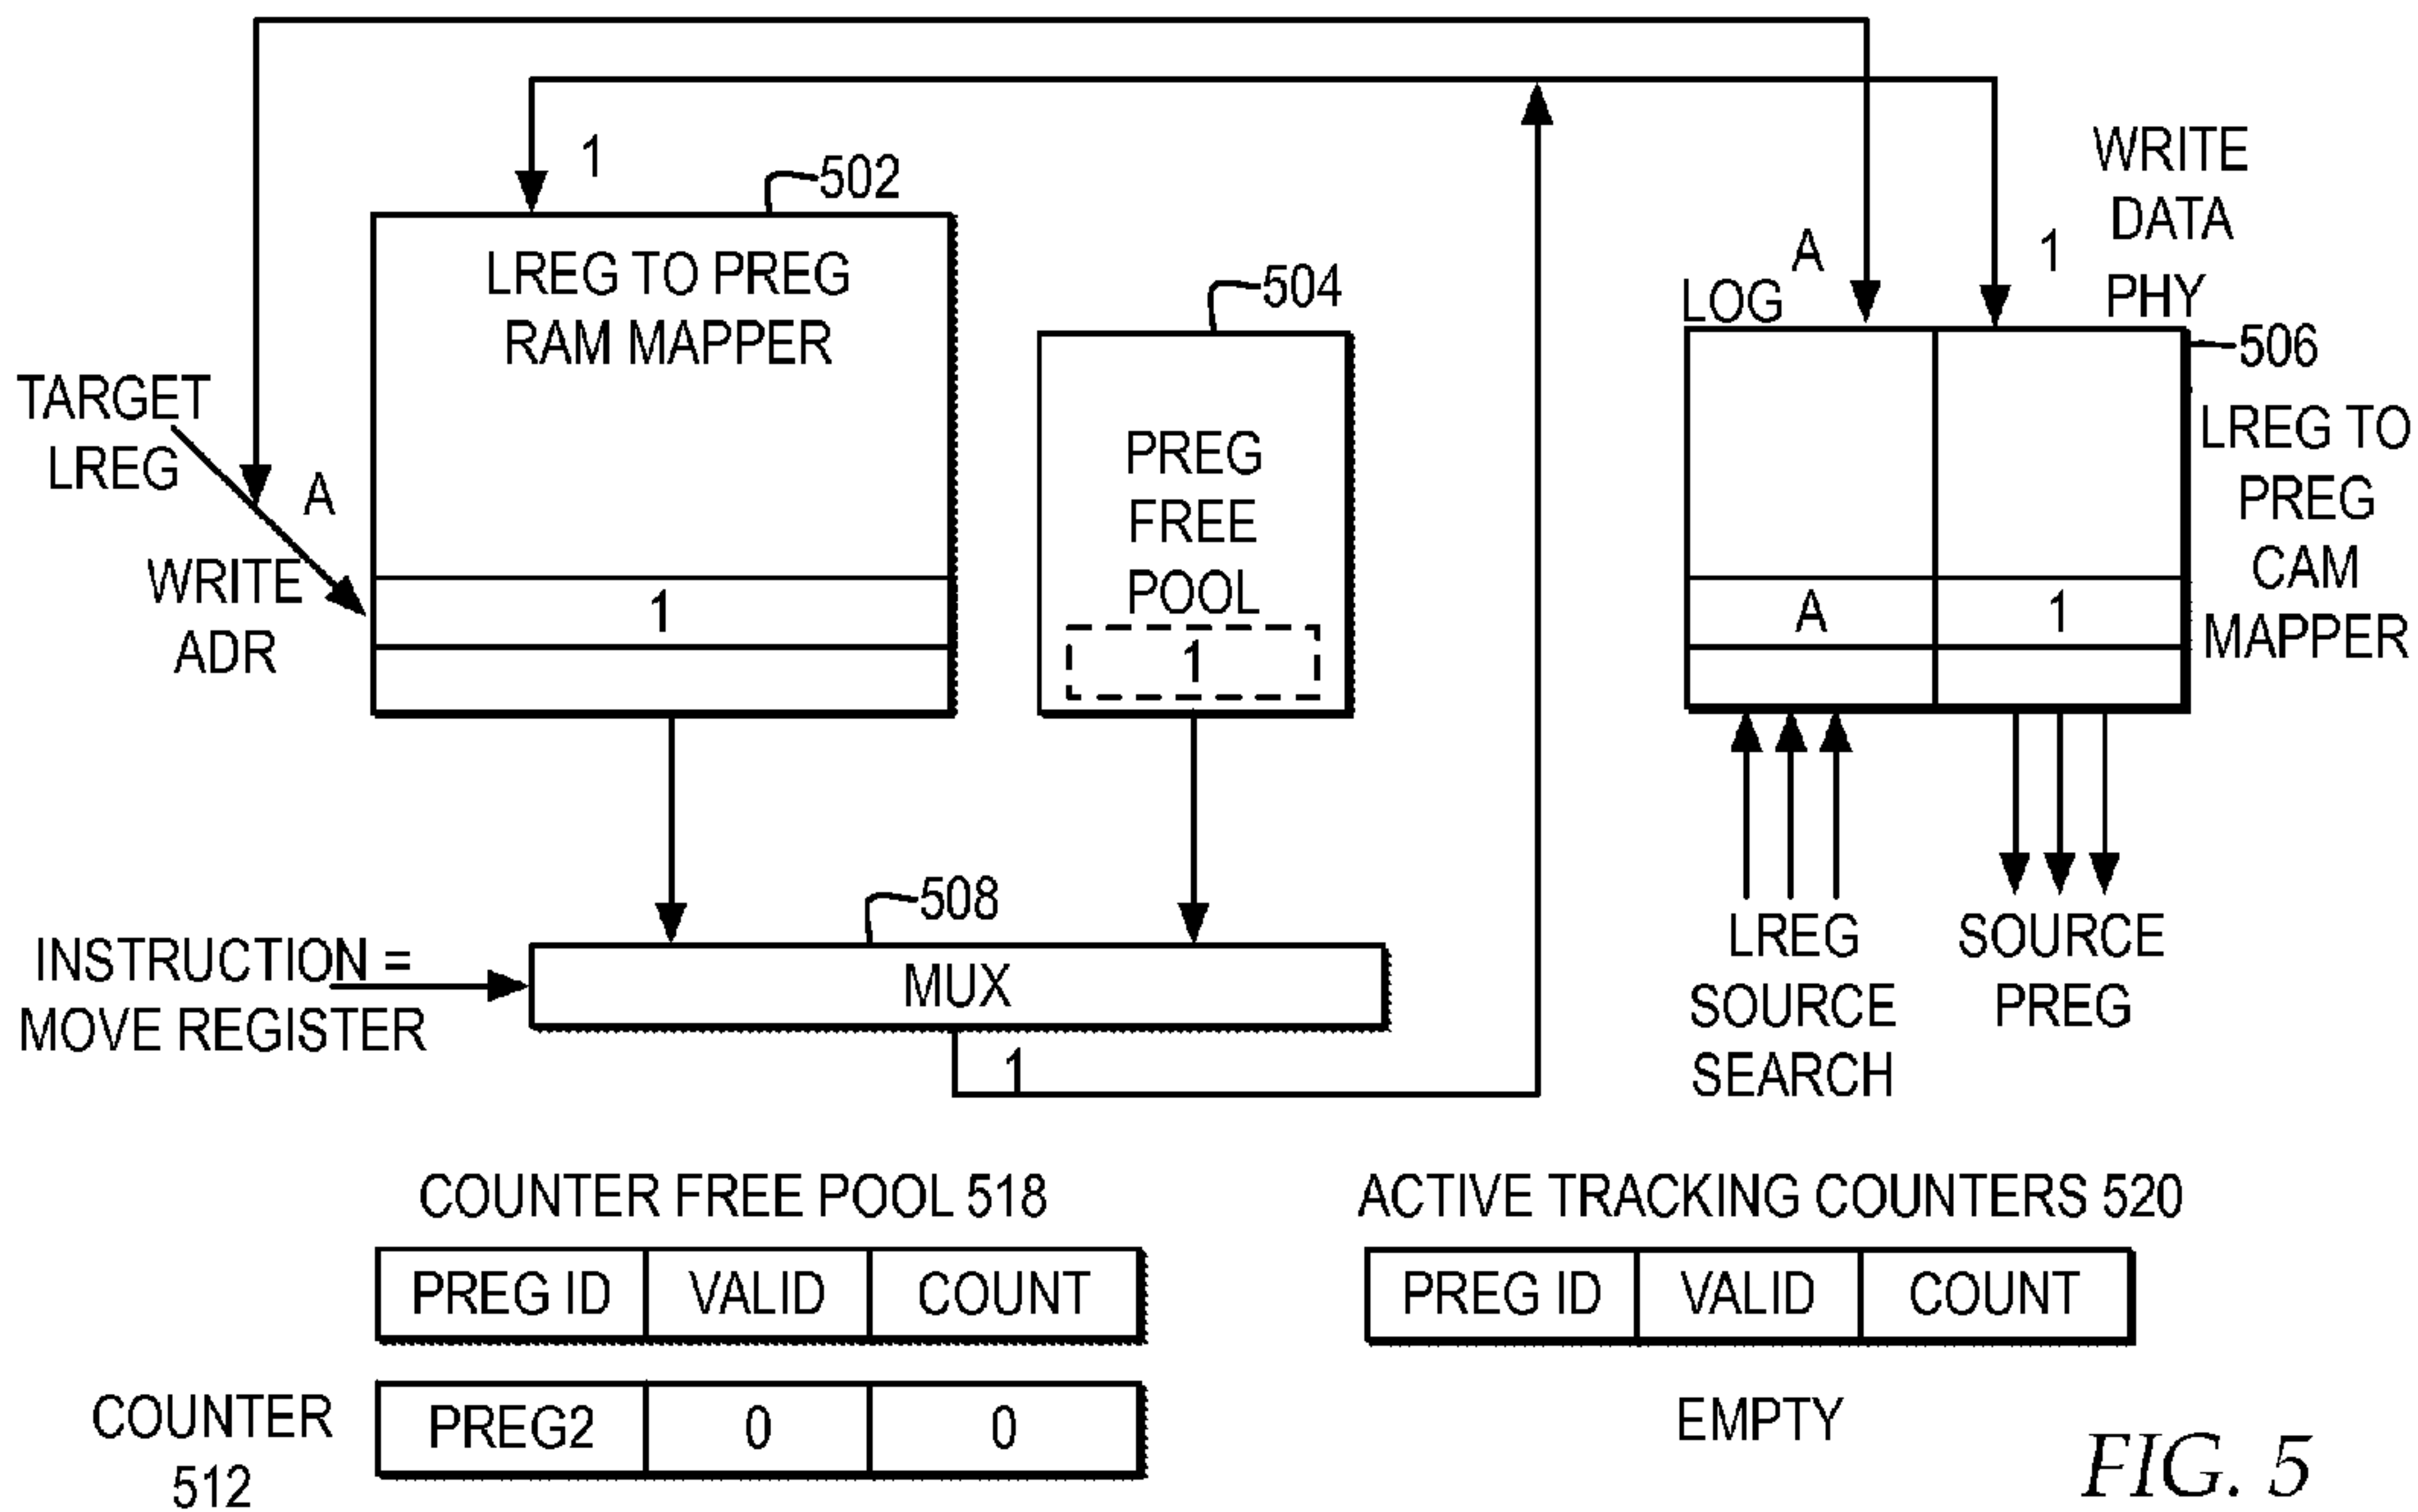 1
502
LREG TO PREG
RAM MAPPER
504
PREG
FREE
POOL
1
WRITE
DATA
PHY
A
1
LOG
506
LREG TO
PREG
CAM
MAPPER
TARGET
LREG
A
WRITE
ADR
1
A
1
508
MUX
INSTRUCTION =
MOVE REGISTER
1
LREG
SOURCE
SEARCH
SOURCE
PREG
COUNTER FREE POOL 518
PREG ID VALID COUNT
COUNTER
512
PREG2 0 0
ACTIVE TRACKING COUNTERS 520
PREG ID VALID COUNT
EMPTY
FIG. 5